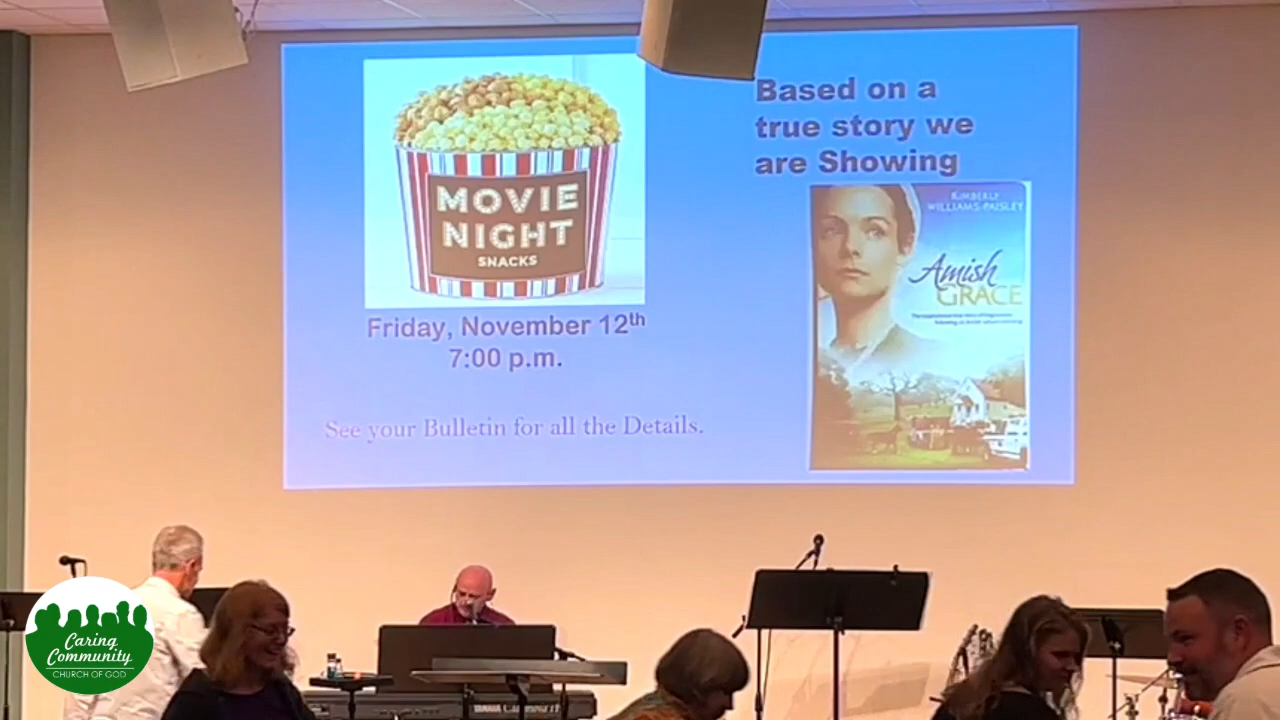 MOVIE
NIGHT
SNACKS
Friday, November 12th
7:00 p.m.
See your Bulletin for all the Details.
Based on a
true story we
are Showing
KIMBERLY
WILLIAMS-PAISLEY
Amish
GRACE
Caring
Community
CHURCH OF GOD
YAMAHA